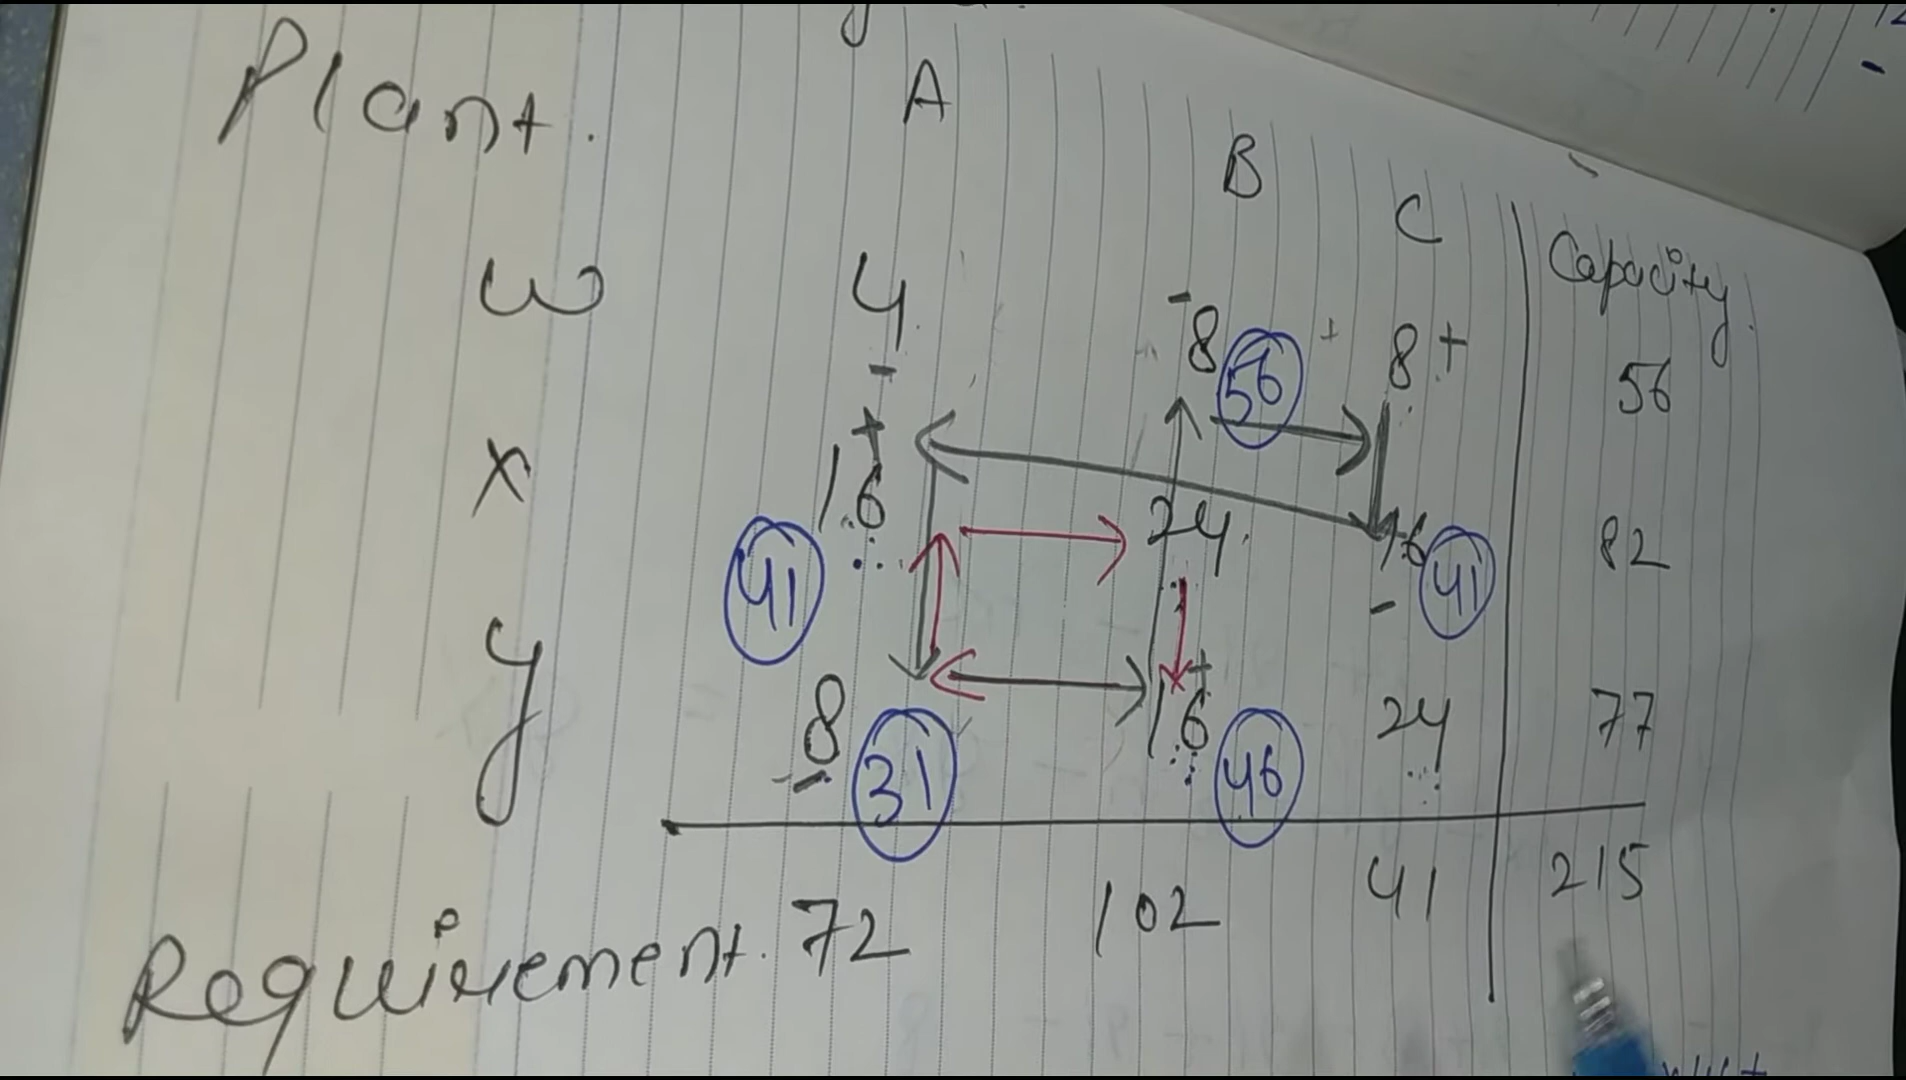 Plant. A B C Capacity
w 4 - -8 56 + 8 + 56
x + 16 41 24 16 41 - 82
y 8 - 31 + 16 46 24 77
Requirement. 72 102 41 215